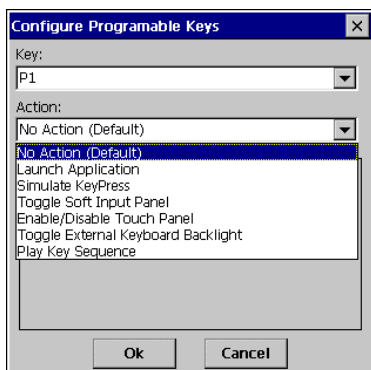 Configure Programable Keys
Key:
P1
Action:
No Action (Default)
No Action (Default)
Launch Application
Simulate KeyPress
Toggle Soft Input Panel
Enable/Disable Touch Panel
Toggle External Keyboard Backlight
Play Key Sequence
Ok Cancel